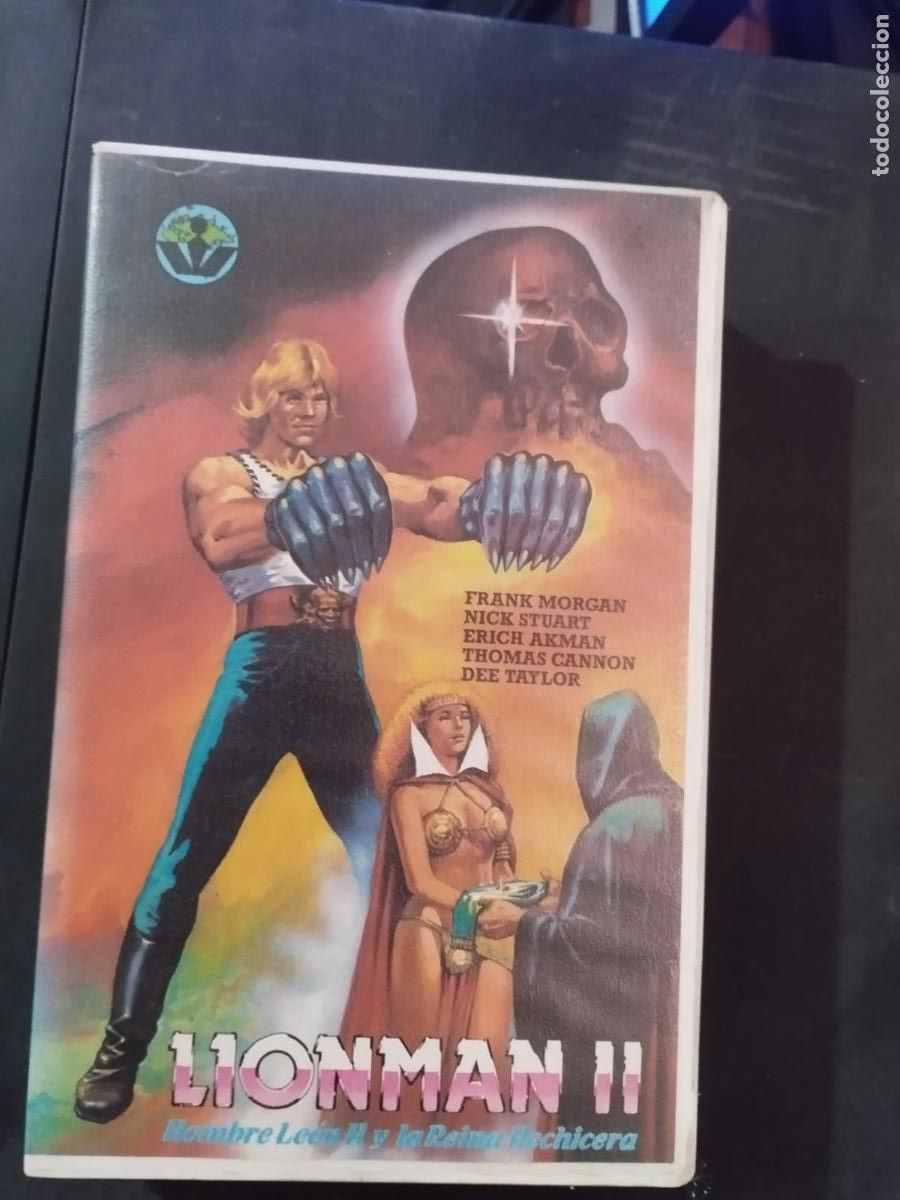 todocoleccion
FRANK MORGAN
NICK STUART
ERICH AKMAN
THOMAS CANNON
DEE TAYLOR
LIONMAN II
Hombre León II y la Reina Hechicera